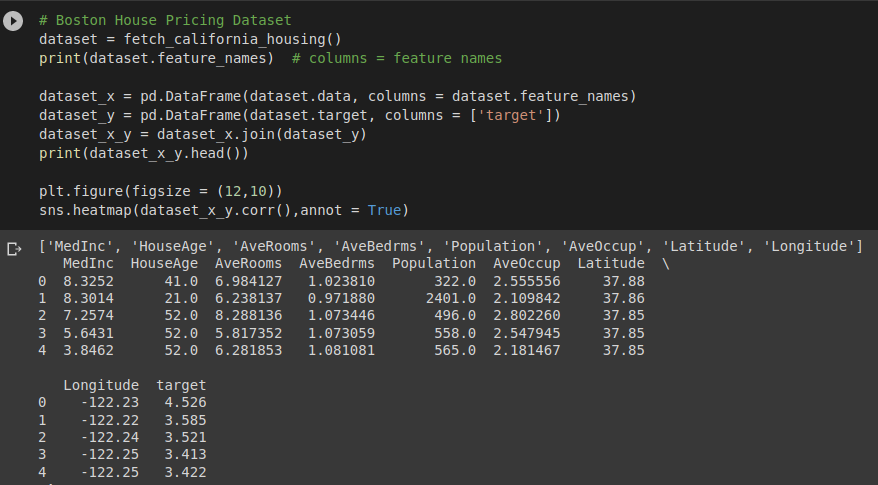 # Boston House Pricing Dataset
dataset = fetch_california_housing()
print(dataset.feature_names)  # columns = feature names

dataset_x = pd.DataFrame(dataset.data, columns = dataset.feature_names)
dataset_y = pd.DataFrame(dataset.target, columns = ['target'])
dataset_x_y = dataset_x.join(dataset_y)
print(dataset_x_y.head())

plt.figure(figsize = (12,10))
sns.heatmap(dataset_x_y.corr(),annot = True)

['MedInc', 'HouseAge', 'AveRooms', 'AveBedrms', 'Population', 'AveOccup', 'Latitude', 'Longitude']
   MedInc  HouseAge  AveRooms  AveBedrms  Population  AveOccup  Latitude  \
0  8.3252      41.0  6.984127   1.023810       322.0  2.555556     37.88
1  8.3014      21.0  6.238137   0.971880      2401.0  2.109842     37.86
2  7.2574      52.0  8.288136   1.073446       496.0  2.802260     37.85
3  5.6431      52.0  5.817352   1.073059       558.0  2.547945     37.85
4  3.8462      52.0  6.281853   1.081081       565.0  2.181467     37.85

   Longitude  target
0    -122.23   4.526
1    -122.22   3.585
2    -122.24   3.521
3    -122.25   3.413
4    -122.25   3.422